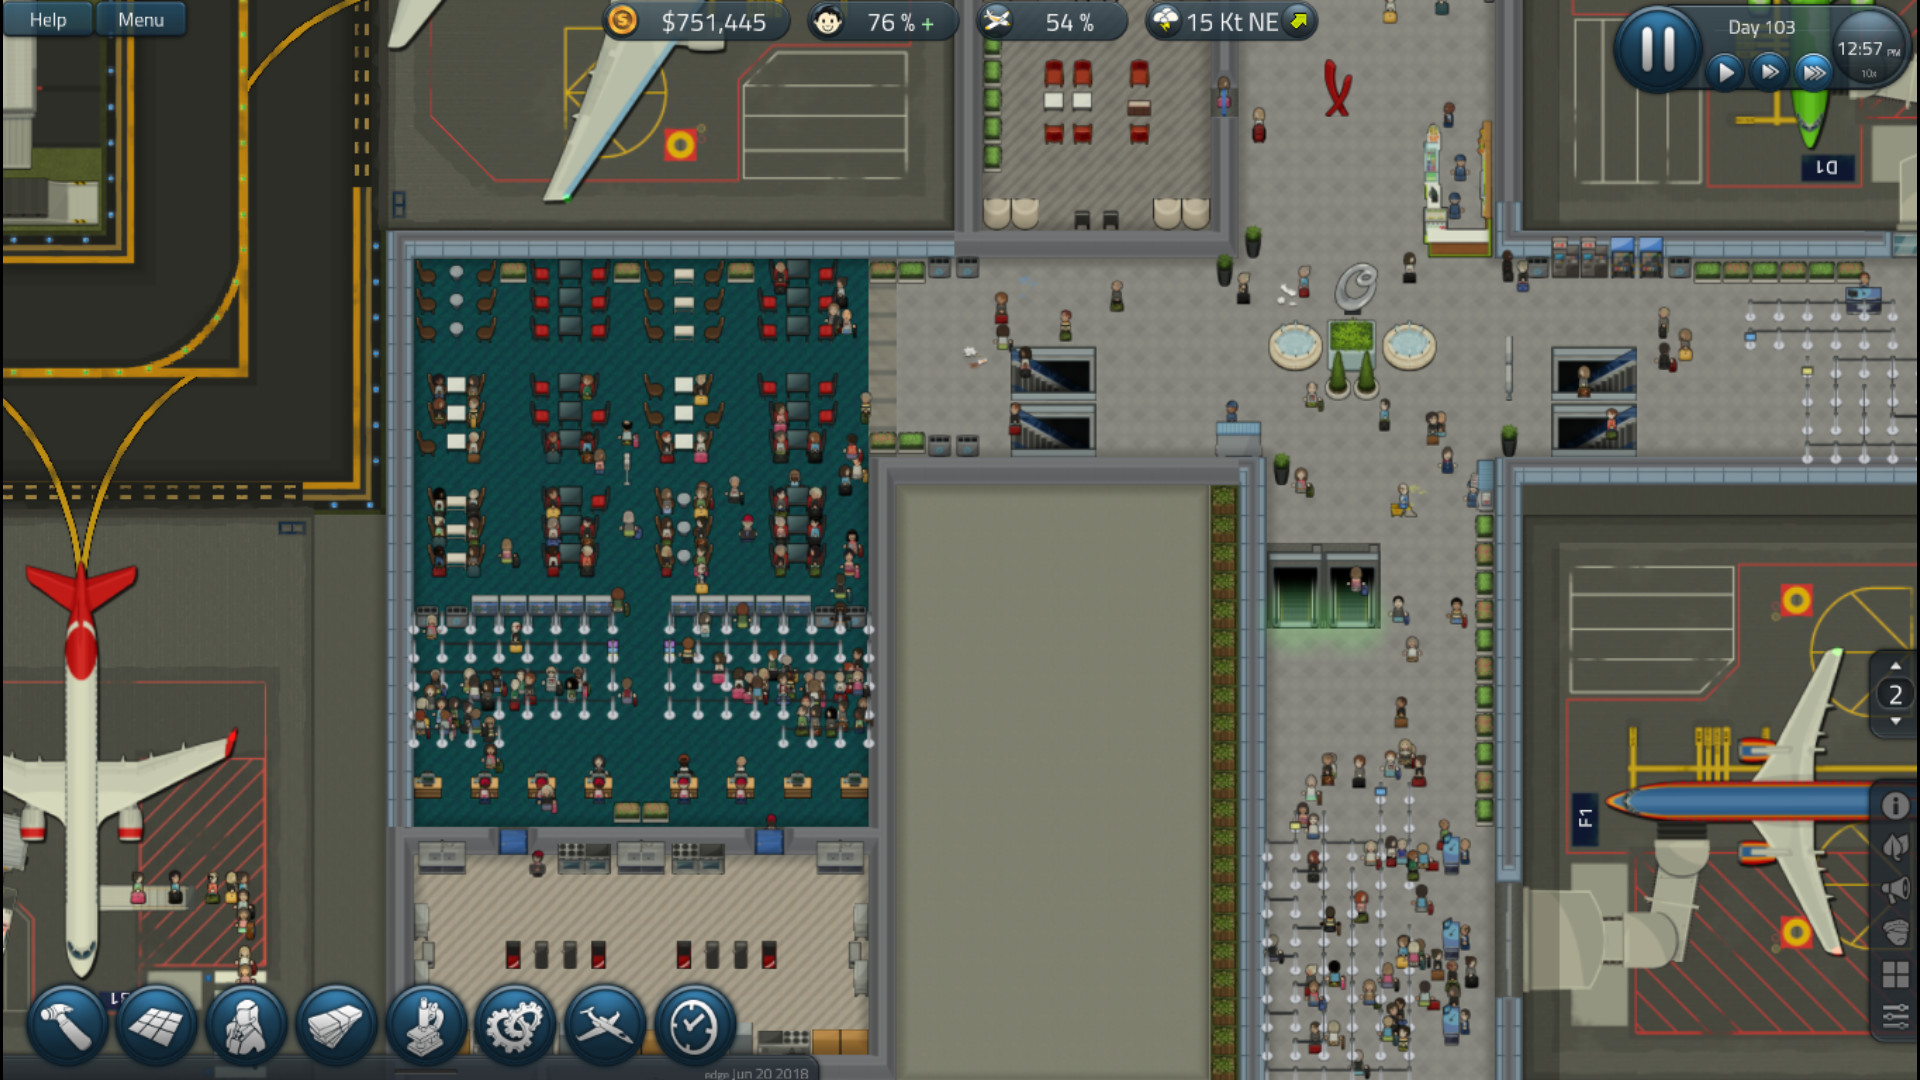 Help
Menu
$751,445
76 % +
54 %
15 Kt NE
Day 103
12:57 PM
10x
D1
2
F1
edge Jun 20 2018